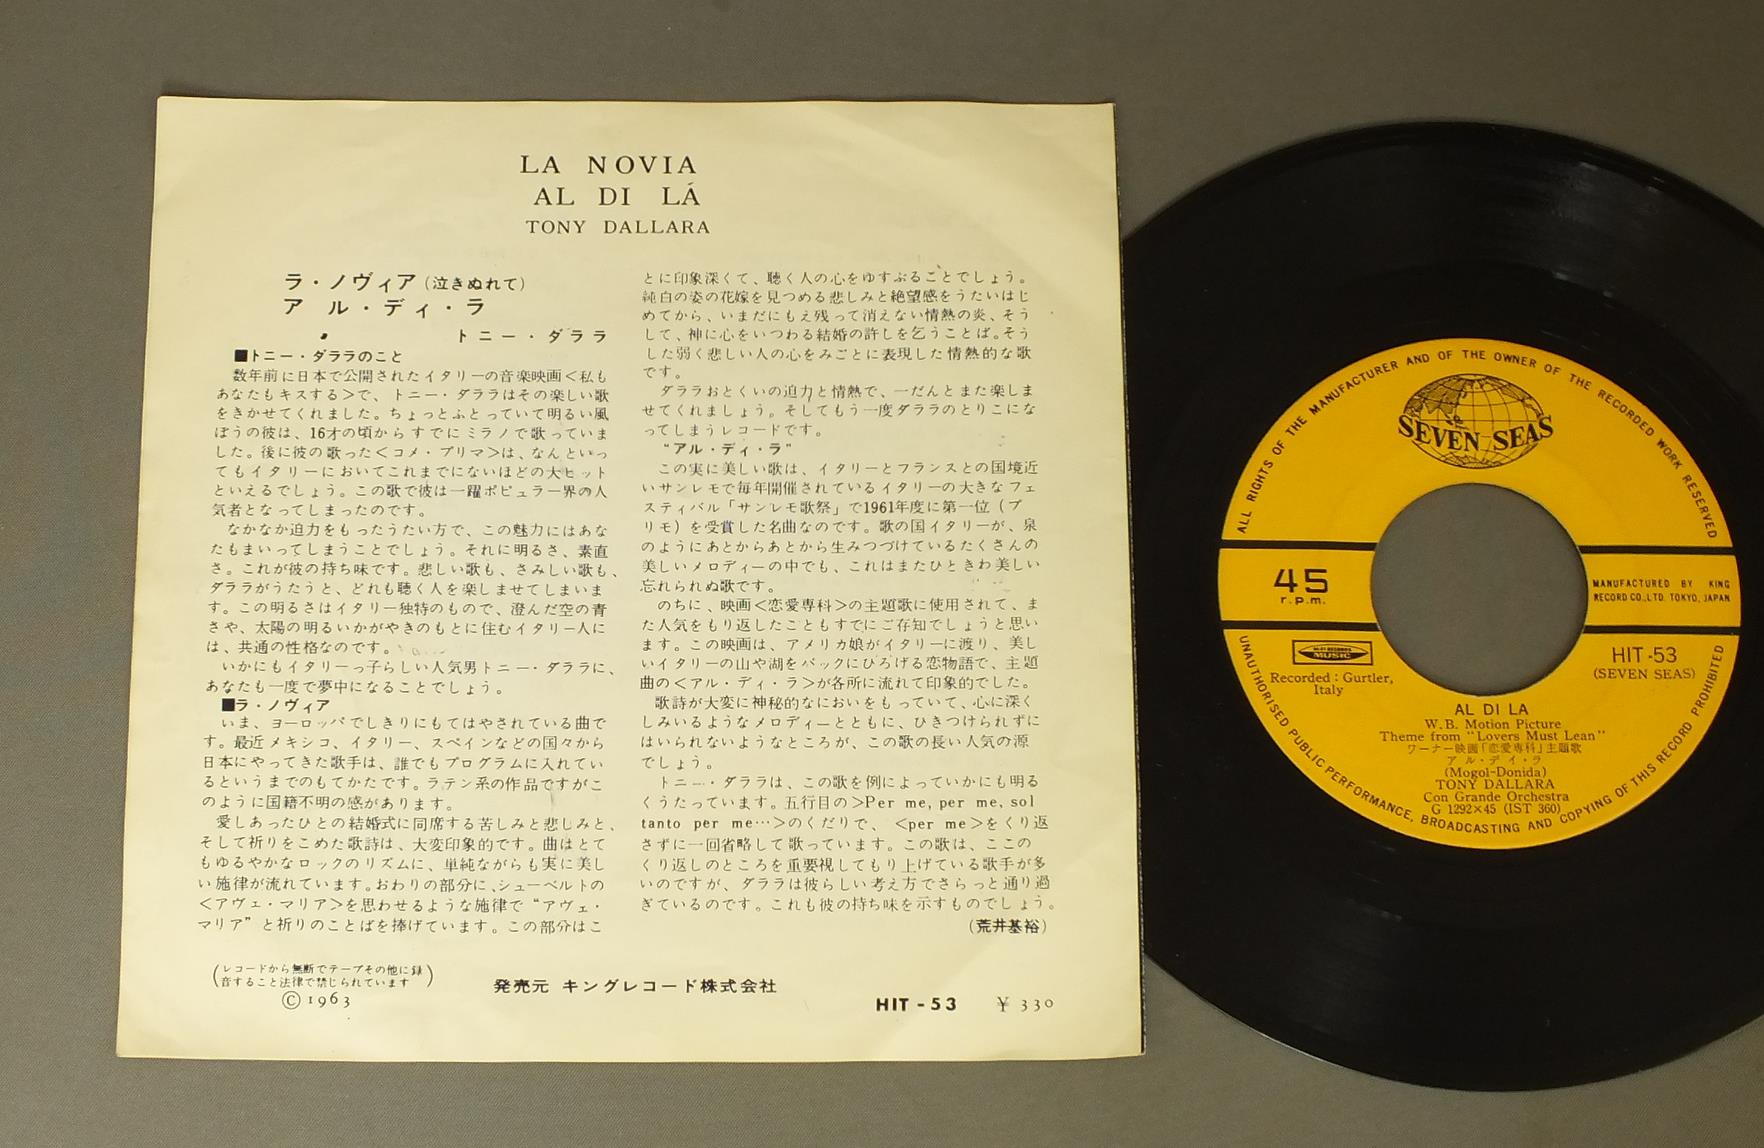 LA NOVIA
AL DI LÁ
TONY DALLARA
ラ・ノヴィア（泣きぬれて）
アル・ディ・ラ
トニー・ダララ
■トニー・ダララのこと
数年前に日本で公開されたイタリーの音楽映画＜私も
あなたもキスする＞で、トニー・ダララはその楽しい歌
をきかせてくれました。ちょっとふとっていて明るい風
ぼうの彼は、16才の頃からすでにミラノで歌っていま
した。後に彼の歌った＜コメ・プリマ＞は、なんといっ
てもイタリーにおいてこれまでにないほどの大ヒット
といえるでしょう。この歌で彼は一躍ポピュラー界の人
気者となってしまったのです。
なかなか迫力をもったうたい方で、この魅力にはあな
たもまいってしまうことでしょう。それに明るさ、素直
さ。これが彼の持ち味です。悲しい歌も、さみしい歌も、
ダララがうたうと、どれも聴く人を楽しませてしまいま
す。この明るさはイタリー独特のもので、澄んだ空の青
さや、太陽の明るいかがやきのもとに住むイタリー人に
は、共通の性格なのです。
いかにもイタリーっ子らしい人気男トニー・ダララに、
あなたも一度で夢中になることでしょう。
■ラ・ノヴィア
いま、ヨーロッパでしきりにもてはやされている曲で
す。最近メキシコ、イタリー、スペインなどの国々から
日本にやってきた歌手は、誰でもプログラムに入れてい
るというまでのもてかたです。ラテン系の作品ですがこ
のように国籍不明の感があります。
愛しあったひとの結婚式に同席する苦しみと悲しみと、
そして祈りをこめた歌詩は、大変印象的です。曲はとて
もゆるやかなロックのリズムに、単純ながらも実に美し
い施律が流れています。おわりの部分に、シューベルトの
＜アヴェ・マリア＞を思わせるような施律で“アヴェ・
マリア”と祈りのことばを捧げています。この部分はこ
とに印象深くて、聴く人の心をゆすぶることでしょう。
純白の姿の花嫁を見つめる悲しみと絶望感をうたいはじ
めてから、いまだにもえ残って消えない情熱の炎、そう
して、神に心をいつわる結婚の許しを乞うことば。そう
した弱く悲しい人の心をみごとに表現した情熱的な歌
です。
ダララおとくいの迫力と情熱で、一だんとまた楽しま
せてくれましょう。そしてもう一度ダララのとりこにな
ってしまうレコードです。
“アル・ディ・ラ”
この実に美しい歌は、イタリーとフランスとの国境近
いサンレモで毎年開催されているイタリーの大きなフェ
スティバル「サンレモ歌祭」で1961年度に第一位（プ
リモ）を受賞した名曲なのです。歌の国イタリーが、泉
のようにあとからあとから生みつづけているたくさんの
美しいメロディーの中でも、これはまたひときわ美しい
忘れられぬ歌です。
のちに、映画＜恋愛専科＞の主題歌に使用されて、ま
た人気をもり返したこともすでにご存知でしょうと思い
ます。この映画は、アメリカ娘がイタリーに渡り、美し
いイタリーの山や湖をバックにひろげる恋物語で、主題
曲の＜アル・ディ・ラ＞が各所に流れて印象的でした。
歌詩が大変に神秘的なにおいをもっていて、心に深く
しみいるようなメロディーとともに、ひきつけられずに
はいられないようなところが、この歌の長い人気の源
でしょう。
トニー・ダララは、この歌を例によっていかにも明る
くうたっています。五行目の＞Per me, per me, sol
tanto per me…＞のくだりで、＜per me＞をくり返
さずに一回省略して歌っています。この歌は、ここの
くり返しのところを重要視してもり上げている歌手が多
いのですが、ダララは彼らしい考え方でさらっと通り過
ぎているのです。これも彼の持ち味を示すものでしょう。
（荒井基裕）
（レコードから無断でテープその他に録
音すること法律で禁じられています）
©1963
発売元 キングレコード株式会社
HIT-53 ¥330
ALL RIGHTS OF THE MANUFACTURER AND OF THE OWNER OF THE RECORDED WORK RESERVED
SEVEN SEAS
45
r.p.m.
MANUFACTURED BY KING
RECORD CO., LTD. TOKYO, JAPAN
MUSIC
Recorded : Gurtler,
Italy
HIT-53
(SEVEN SEAS)
AL DI LA
W.B. Motion Picture
Theme from "Lovers Must Lean"
ワーナー映画「恋愛専科」主題歌
アル・デイ・ラ
(Mogol-Donida)
TONY DALLARA
Con Grande Orchestra
G 1292×45 (IST 360)
UNAUTHORISED PUBLIC PERFORMANCE, BROADCASTING AND COPYING OF THIS RECORD PROHIBITED